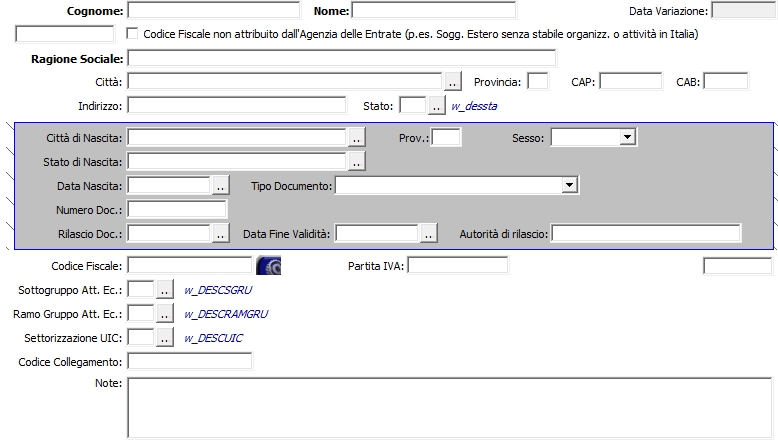 Cognome: Nome: Data Variazione:
Codice Fiscale non attribuito dall'Agenzia delle Entrate (p.es. Sogg. Estero senza stabile organizz. o attività in Italia)
Ragione Sociale:
Città: .. Provincia: CAP: CAB:
Indirizzo: Stato: .. w_dessta
Città di Nascita: .. Prov.: Sesso:
Stato di Nascita: ..
Data Nascita: .. Tipo Documento:
Numero Doc.:
Rilascio Doc.: .. Data Fine Validità: .. Autorità di rilascio:
Codice Fiscale: Partita IVA:
Sottogruppo Att. Ec.: .. w_DESCSGRU
Ramo Gruppo Att. Ec.: .. w_DESCRAMGRU
Settorizzazione UIC: .. w_DESCUIC
Codice Collegamento:
Note: